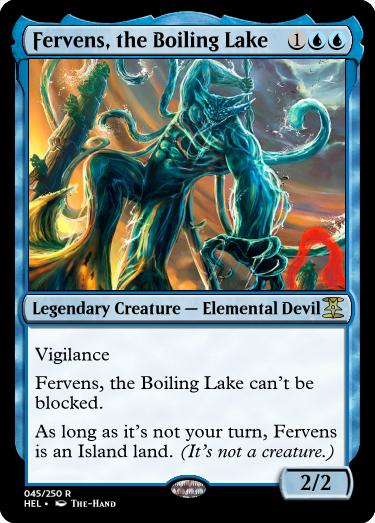 Fervens, the Boiling Lake 1
Legendary Creature — Elemental Devil
Vigilance
Fervens, the Boiling Lake can't be
blocked.
As long as it's not your turn, Fervens
is an Island land. (It's not a creature.)
2/2
045/250 R
HEL • The-Hand